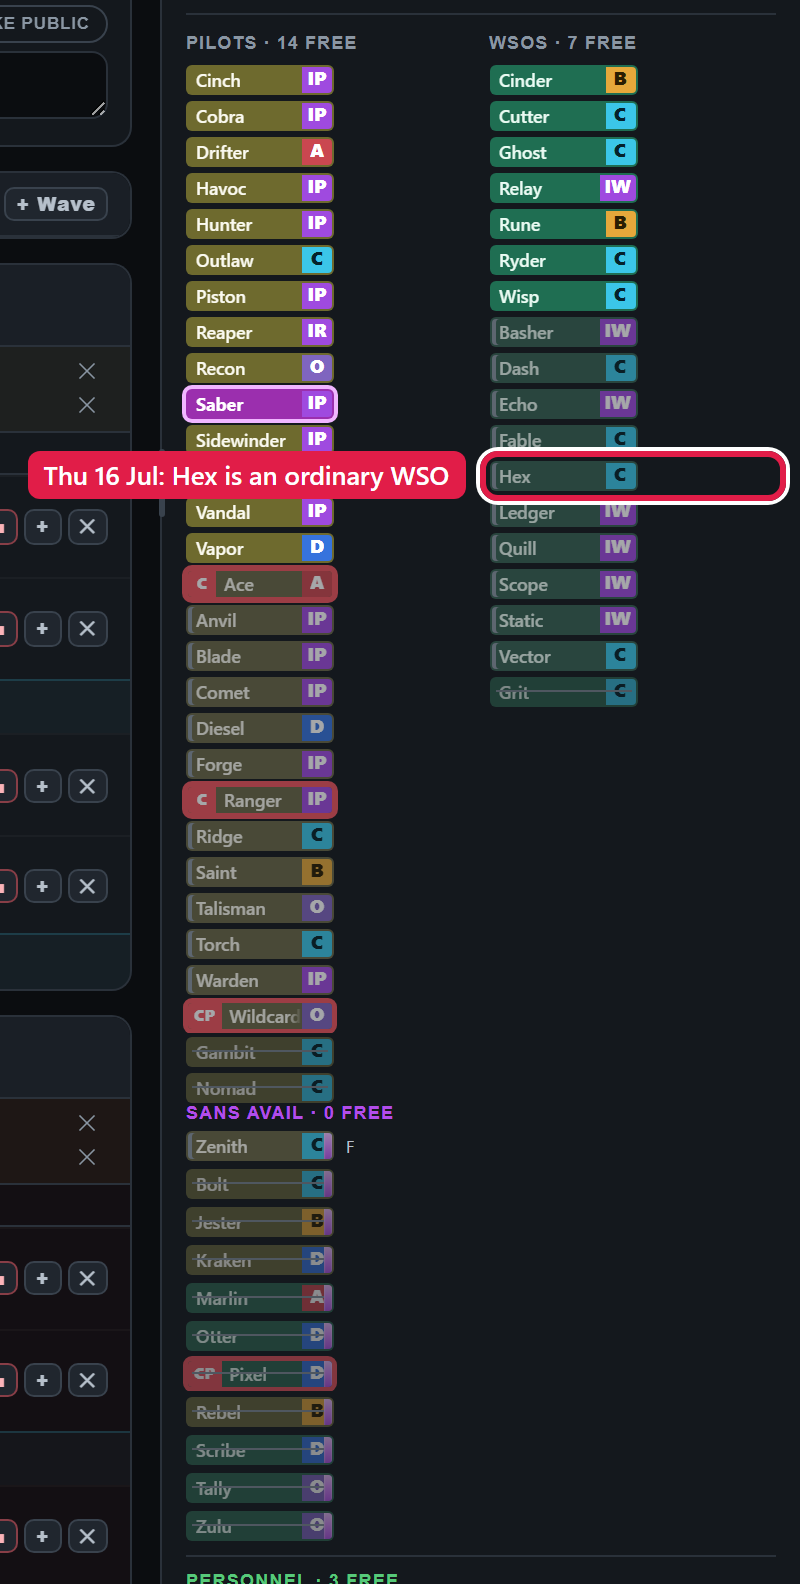 KE PUBLIC
+ Wave
PILOTS · 14 FREE
Cinch IP
Cobra IP
Drifter A
Havoc IP
Hunter IP
Outlaw C
Piston IP
Reaper IR
Recon O
Saber IP
Sidewinder IP
Vandal IP
Vapor D
C Ace A
Anvil IP
Blade IP
Comet IP
Diesel D
Forge IP
C Ranger IP
Ridge C
Saint B
Talisman O
Torch C
Warden IP
CP Wildcard O
Gambit C
Nomad C
SANS AVAIL · 0 FREE
Zenith C F
Bolt C
Jester B
Kraken D
Marlin A
Otter D
CP Pixel D
Rebel B
Scribe D
Tally O
Zulu O
PERSONNEL · 3 FREE
WSOS · 7 FREE
Cinder B
Cutter C
Ghost C
Relay IW
Rune B
Ryder C
Wisp C
Basher IW
Dash C
Echo IW
Fable C
Thu 16 Jul: Hex is an ordinary WSO
Hex C
Ledger IW
Quill IW
Scope IW
Static IW
Vector C
Grit C